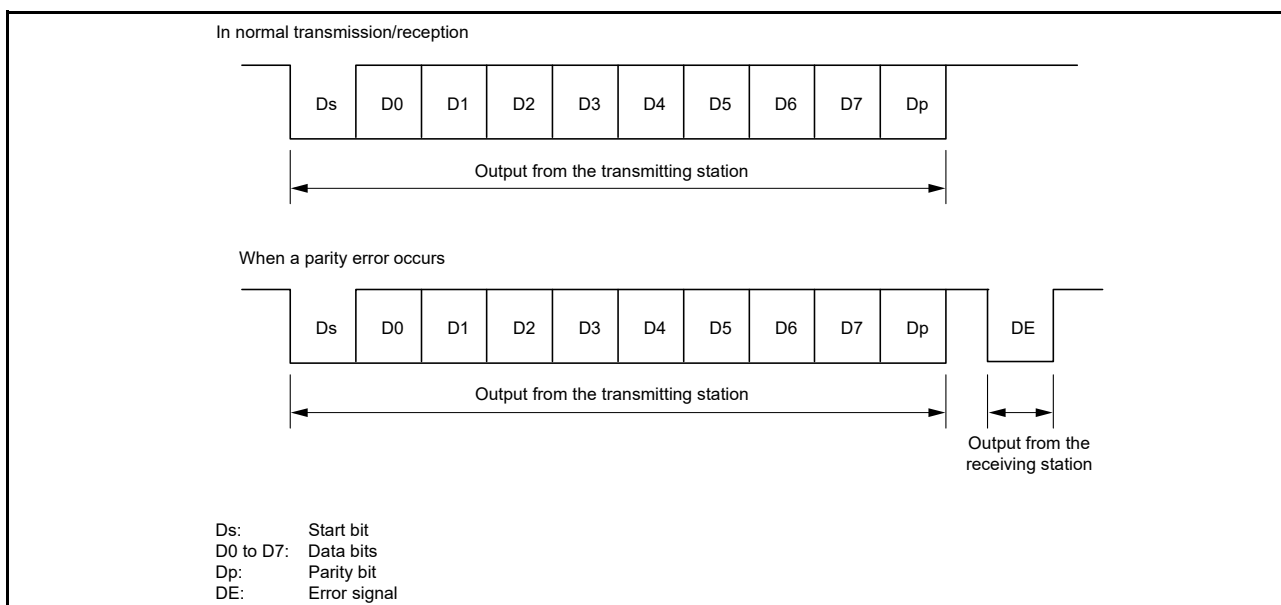 In normal transmission/reception
Ds D0 D1 D2 D3 D4 D5 D6 D7 Dp
Output from the transmitting station
When a parity error occurs
Ds D0 D1 D2 D3 D4 D5 D6 D7 Dp DE
Output from the transmitting station
Output from the
receiving station
Ds: Start bit
D0 to D7: Data bits
Dp: Parity bit
DE: Error signal